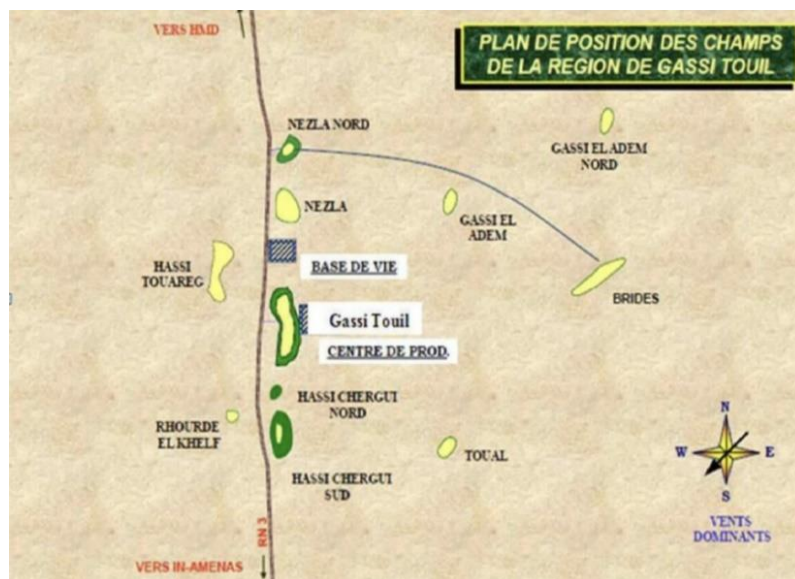 VERS HMD
PLAN DE POSITION DES CHAMPS
DE LA REGION DE GASSI TOUIL
NEZLA NORD
GASSI EL ADEM
NORD
NEZLA
GASSI EL
ADEM
HASSI
TOUAREG
BASE DE VIE
BRIDES
Gassi Touil
CENTRE DE PROD.
HASSI CHERGUI
NORD
RHOURDE
EL KHELF
TOUAL
HASSI CHERGUI
SUD
N
W
E
S
VENTS
DOMINANTS
RN 3
VERS IN-AMENAS